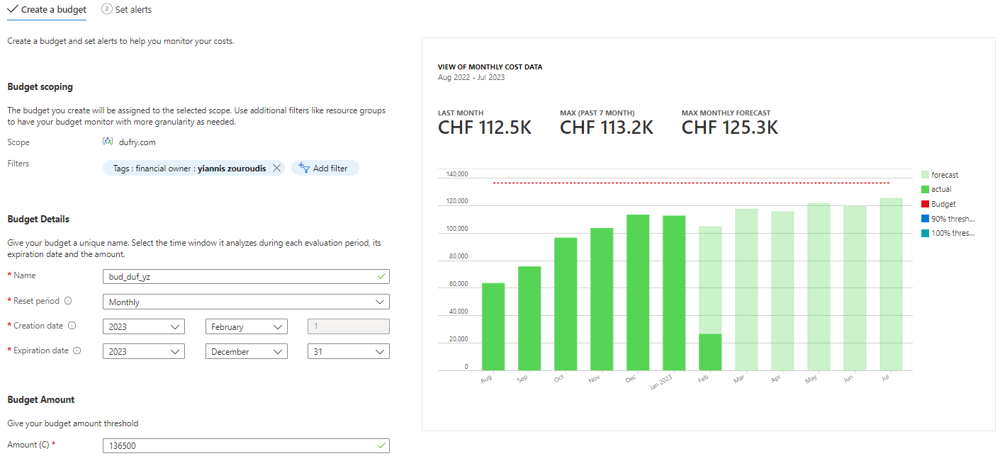 Create a budget
2 Set alerts
Create a budget and set alerts to help you monitor your costs.
Budget scoping
The budget you create will be assigned to the selected scope. Use additional filters like resource groups
to have your budget monitor with more granularity as needed.
Scope
dufry.com
Filters
Tags : financial owner : yiannis zouroudis
Add filter
Budget Details
Give your budget a unique name. Select the time window it analyzes during each evaluation period, its
expiration date and the amount.
* Name
bud_duf_yz
* Reset period
Monthly
* Creation date
2023
February
1
* Expiration date
2023
December
31
Budget Amount
Give your budget amount threshold
Amount (C) *
136500
VIEW OF MONTHLY COST DATA
Aug 2022 - Jul 2023
LAST MONTH
CHF 112.5K
MAX (PAST 7 MONTH)
CHF 113.2K
MAX MONTHLY FORECAST
CHF 125.3K
140,000
120,000
100,000
80,000
60,000
40,000
20,000
0
Aug
Sep
Oct
Nov
Dec
Jan 2023
Feb
Mar
Apr
May
Jun
Jul
forecast
actual
Budget
90% thresh...
100% thres...